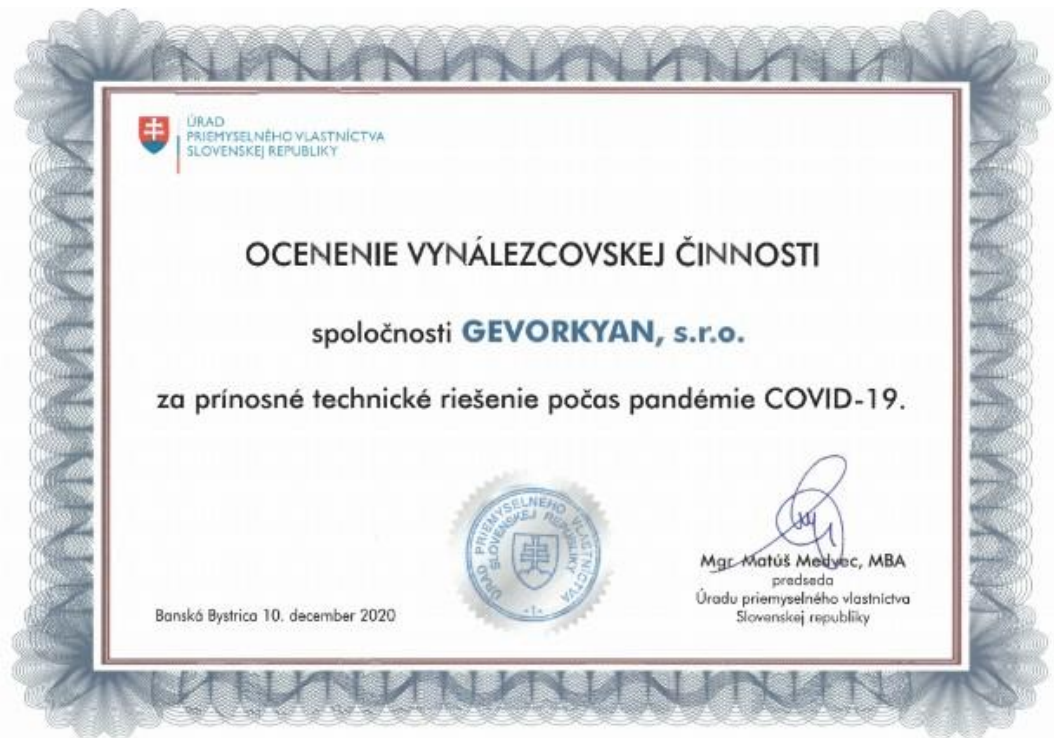 ÚRAD
PRIEMYSELNÉHO VLASTNÍCTVA
SLOVENSKEJ REPUBLIKY
OCENENIE VYNÁLEZCOVSKEJ ČINNOSTI
spoločnosti GEVORKYAN, s.r.o.
za prínosné technické riešenie počas pandémie COVID-19.
ÚRAD PRIEMYSELNÉHO VLASTNÍCTVA
SLOVENSKEJ REPUBLIKY
-1-
Mgr. Matúš Medvec, MBA
predseda
Úradu priemyselného vlastníctva
Slovenskej republiky
Banská Bystrica 10. december 2020